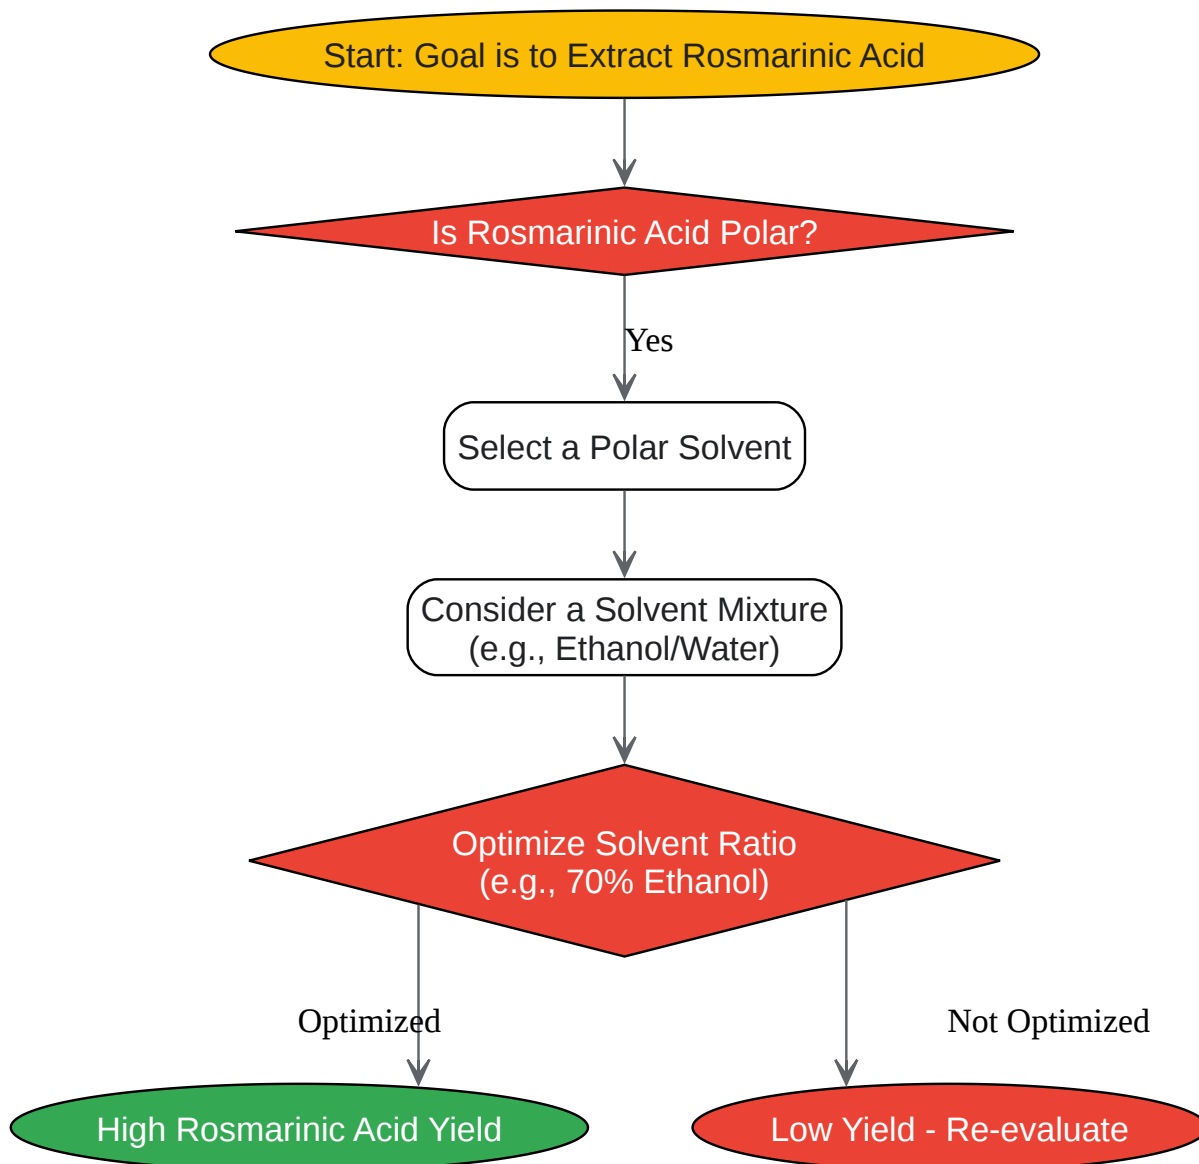 Start: Goal is to Extract Rosmarinic Acid
Is Rosmarinic Acid Polar?
Yes
Select a Polar Solvent
Consider a Solvent Mixture
(e.g., Ethanol/Water)
Optimize Solvent Ratio
(e.g., 70% Ethanol)
Optimized
Not Optimized
High Rosmarinic Acid Yield
Low Yield - Re-evaluate